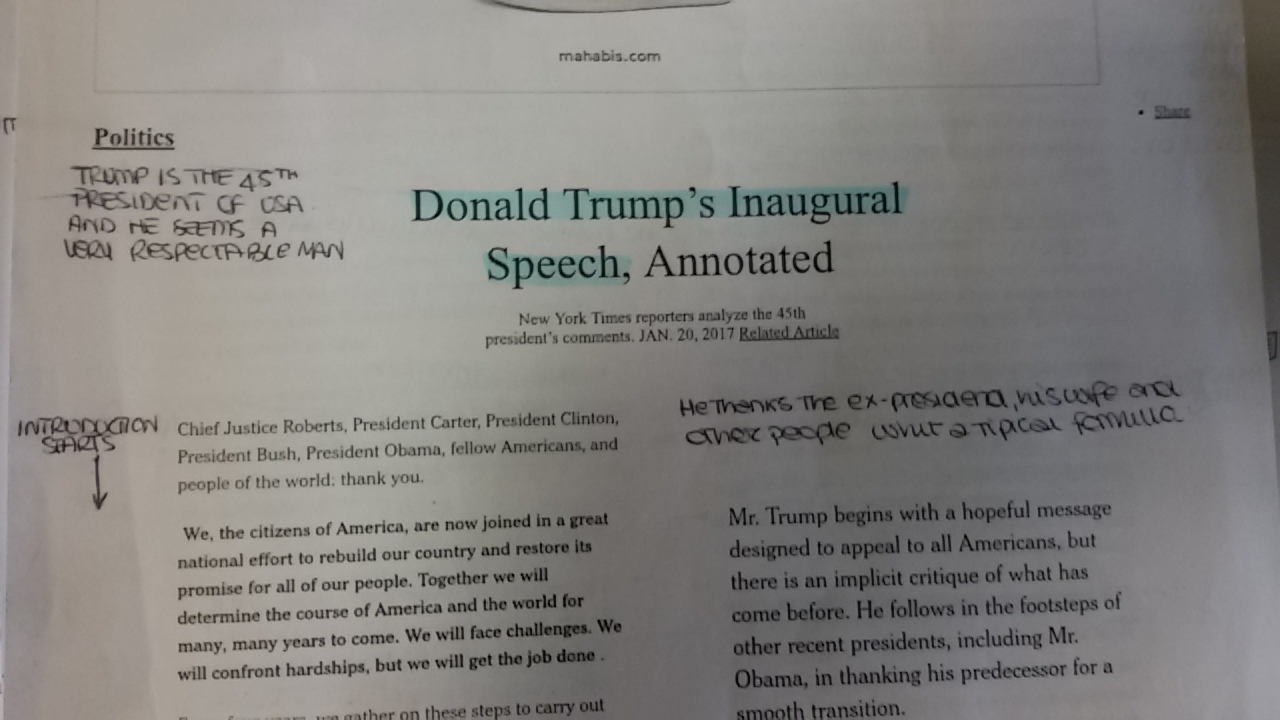 mahabis.com
Share
Politics
TRUMP IS THE 45TH
PRESIDENT OF USA
AND HE SEEMS A
VERY RESPECTABLE MAN
Donald Trump's Inaugural
Speech, Annotated
New York Times reporters analyze the 45th
president's comments. JAN. 20, 2017 Related Article
INTRODUCTION
STARTS
Chief Justice Roberts, President Carter, President Clinton,
President Bush, President Obama, fellow Americans, and
people of the world: thank you.
We, the citizens of America, are now joined in a great
national effort to rebuild our country and restore its
promise for all of our people. Together we will
determine the course of America and the world for
many, many years to come. We will face challenges. We
will confront hardships, but we will get the job done .
we gather on these steps to carry out
He thanks the ex-president, his wife and
other people a tipical formula
Mr. Trump begins with a hopeful message
designed to appeal to all Americans, but
there is an implicit critique of what has
come before. He follows in the footsteps of
other recent presidents, including Mr.
Obama, in thanking his predecessor for a
smooth transition.